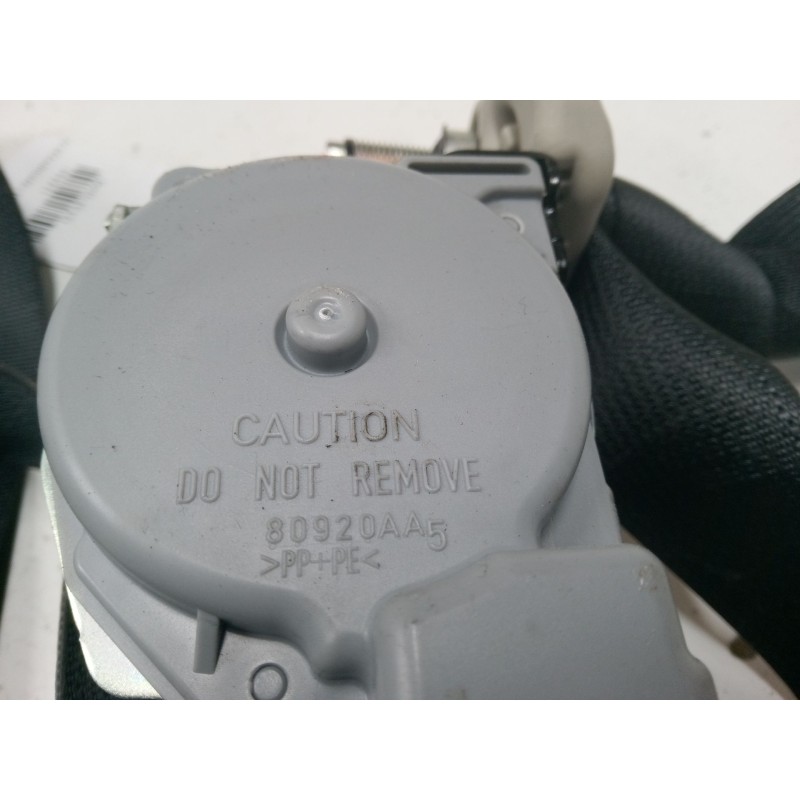 CAUTION
DO NOT REMOVE
80920AA5
>PP+PE<